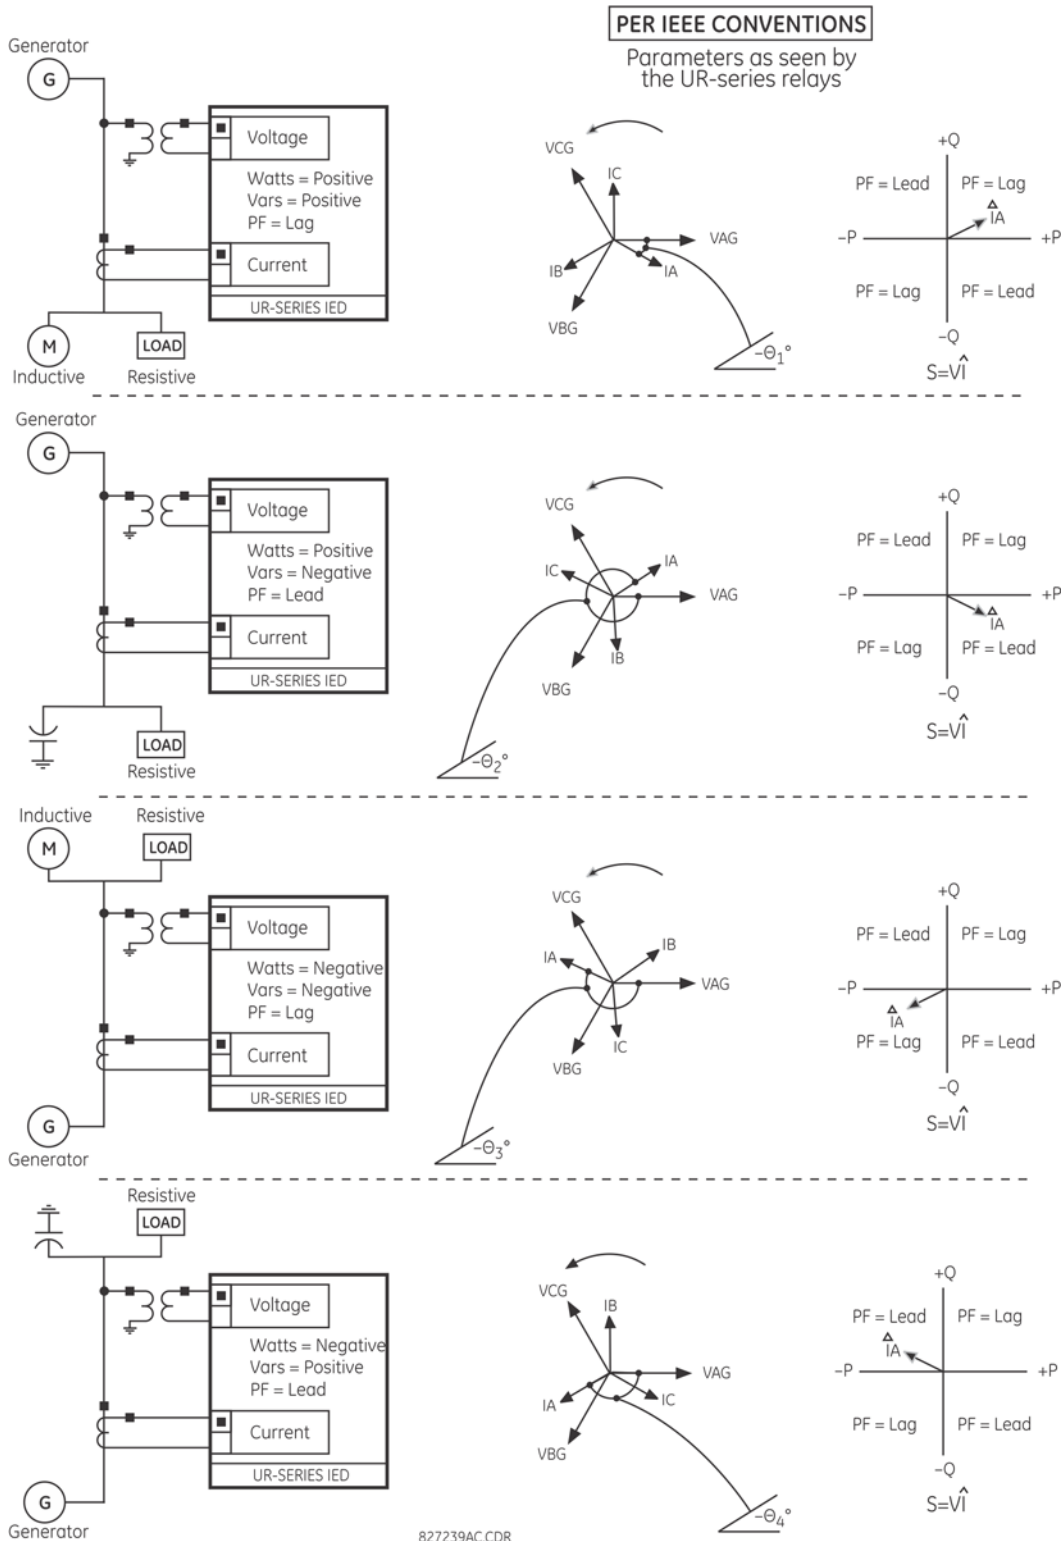 PER IEEE CONVENTIONS
Parameters as seen by
the UR-series relays
Generator
G
Voltage
Watts = Positive
Vars = Positive
PF = Lag
Current
UR-SERIES IED
M
LOAD
Inductive
Resistive
VCG
IC
VAG
IB
IA
VBG
–Θ1°
+Q
PF = Lead
PF = Lag
IA
–P
+P
PF = Lag
PF = Lead
–Q
S=VÎ
Generator
G
Voltage
Watts = Positive
Vars = Negative
PF = Lead
Current
UR-SERIES IED
LOAD
Resistive
VCG
IC
IA
VAG
IB
VBG
–Θ2°
+Q
PF = Lead
PF = Lag
–P
+P
IA
PF = Lag
PF = Lead
–Q
S=VÎ
Inductive
Resistive
M
LOAD
Voltage
Watts = Negative
Vars = Negative
PF = Lag
Current
UR-SERIES IED
G
Generator
VCG
IB
IA
VAG
IC
VBG
–Θ3°
+Q
PF = Lead
PF = Lag
–P
+P
IA
PF = Lag
PF = Lead
–Q
S=VÎ
Resistive
LOAD
Voltage
Watts = Negative
Vars = Positive
PF = Lead
Current
UR-SERIES IED
G
Generator
VCG
IB
VAG
IA
IC
VBG
–Θ4°
+Q
PF = Lead
PF = Lag
IA
–P
+P
PF = Lag
PF = Lead
–Q
S=VÎ
827239AC.CDR